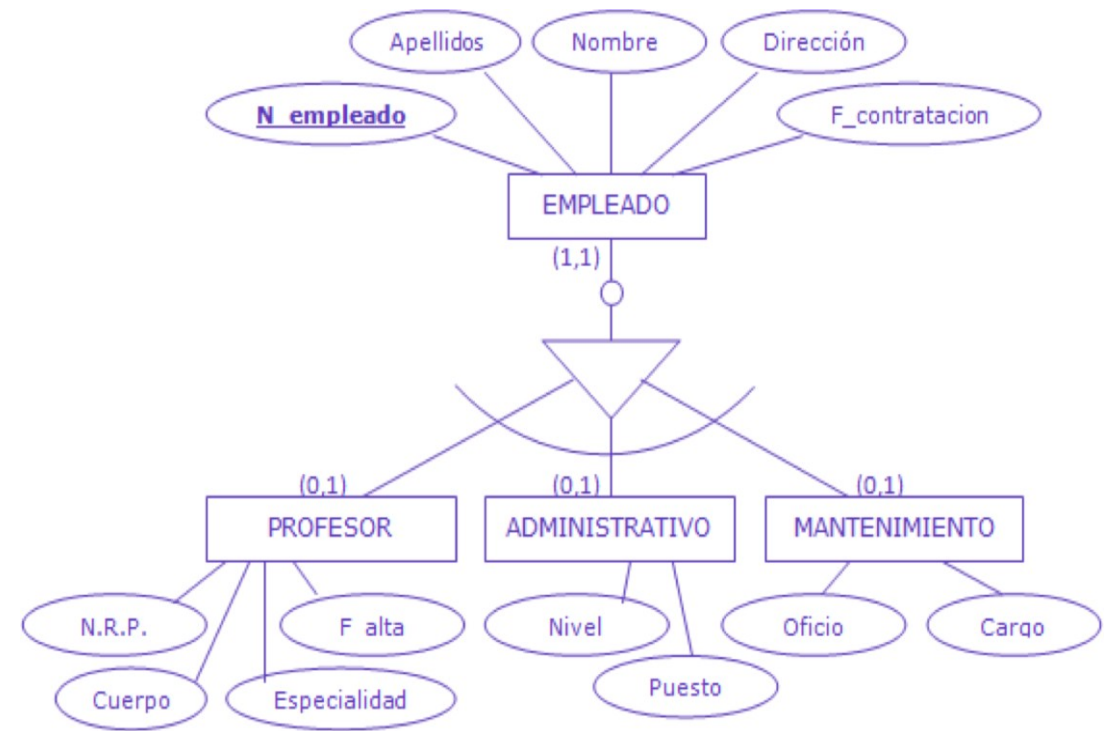 Apellidos
Nombre
Dirección
N_empleado
F_contratacion
EMPLEADO
(1,1)
(0,1)
(0,1)
(0,1)
PROFESOR
ADMINISTRATIVO
MANTENIMIENTO
N.R.P.
F_alta
Nivel
Oficio
Cargo
Cuerpo
Especialidad
Puesto